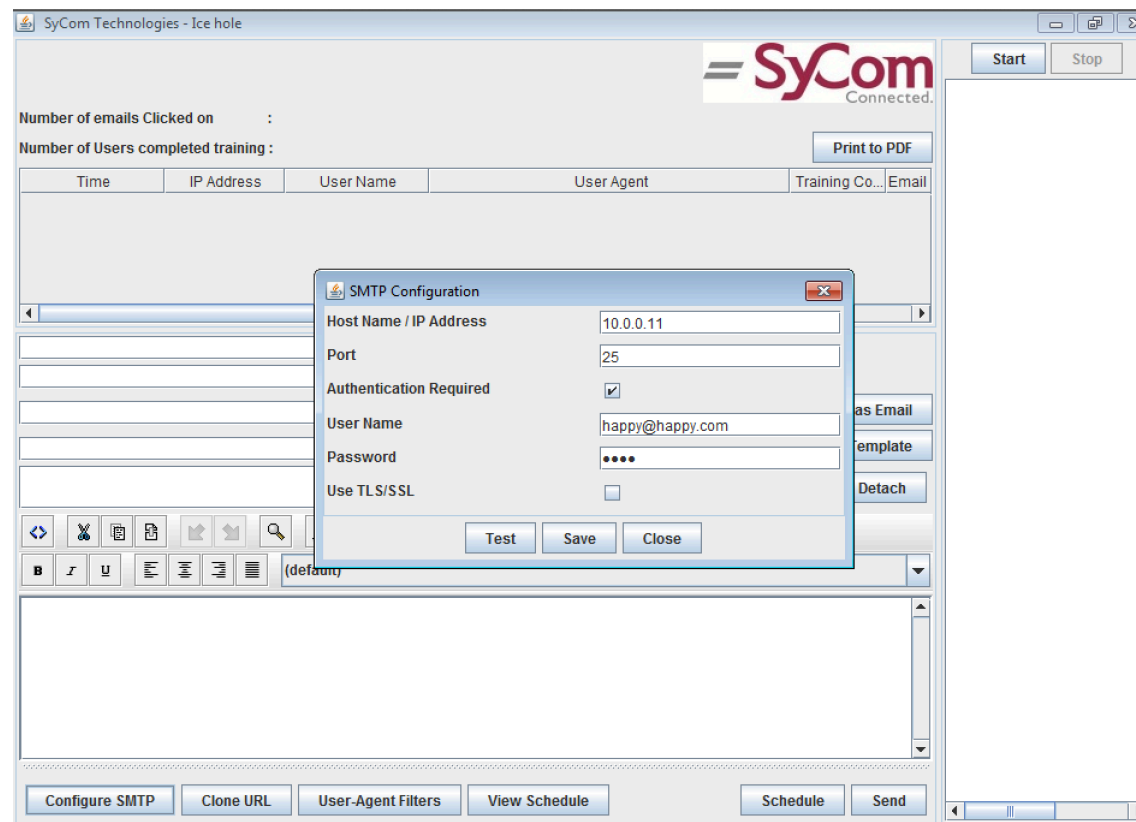 SyCom Technologies - Ice hole
SyCom
Connected.
Start Stop
Number of emails Clicked on :
Number of Users completed training :
Print to PDF
Time IP Address User Name User Agent Training Co... Email
SMTP Configuration
Host Name / IP Address 10.0.0.11
Port 25
Authentication Required
User Name happy@happy.com
as Email
Password ••••
emplate
Use TLS/SSL
Detach
Test Save Close
B I U (default)
Configure SMTP Clone URL User-Agent Filters View Schedule Schedule Send